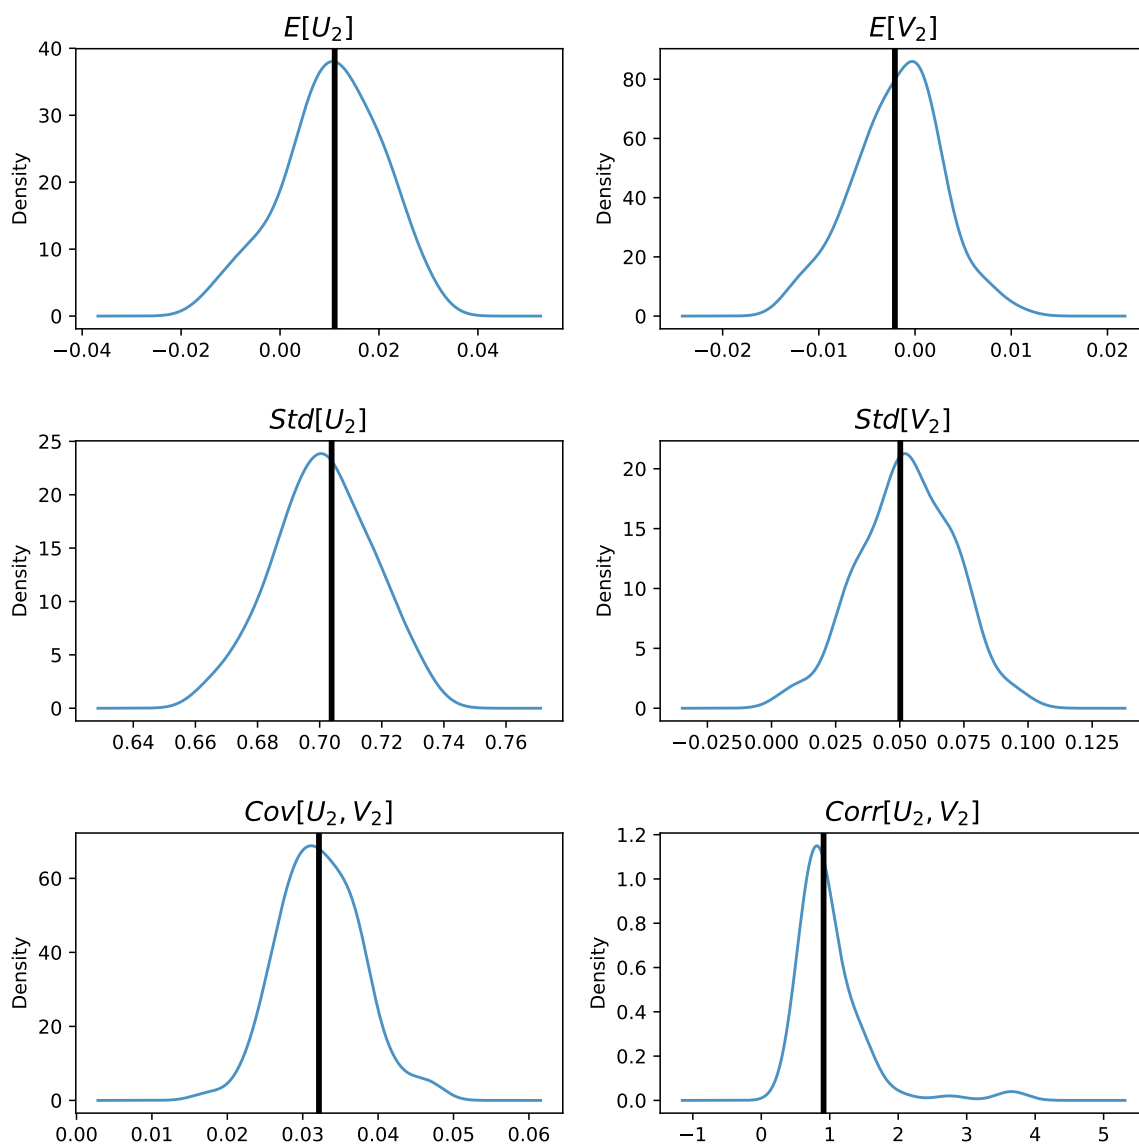 E[U2]
Density
40
30
20
10
0
−0.04 −0.02 0.00 0.02 0.04
E[V2]
Density
80
60
40
20
0
−0.02 −0.01 0.00 0.01 0.02
Std[U2]
Density
25
20
15
10
5
0
0.64 0.66 0.68 0.70 0.72 0.74 0.76
Std[V2]
Density
20
15
10
5
0
−0.025 0.000 0.025 0.050 0.075 0.100 0.125
Cov[U2, V2]
Density
60
40
20
0
0.00 0.01 0.02 0.03 0.04 0.05 0.06
Corr[U2, V2]
Density
1.2
1.0
0.8
0.6
0.4
0.2
0.0
−1 0 1 2 3 4 5